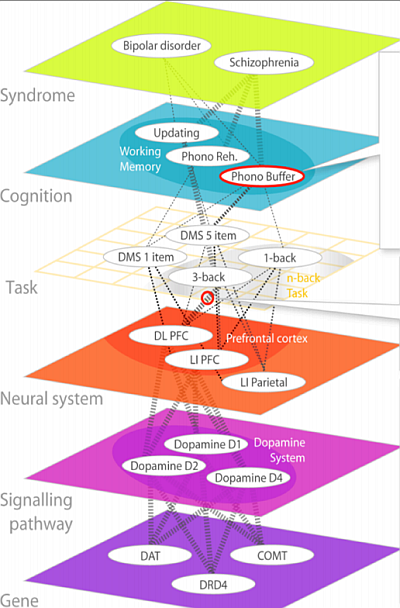 Bipolar disorder
Schizophrenia
Syndrome
Updating
Working
Memory
Phono Reh.
Phono Buffer
Cognition
DMS 5 item
DMS 1 item
1-back
3-back
n-back
Task
Task
DL PFC
Prefrontal cortex
LI PFC
LI Parietal
Neural system
Dopamine D1
Dopamine
System
Dopamine D2
Dopamine D4
Signalling
pathway
DAT
COMT
DRD4
Gene